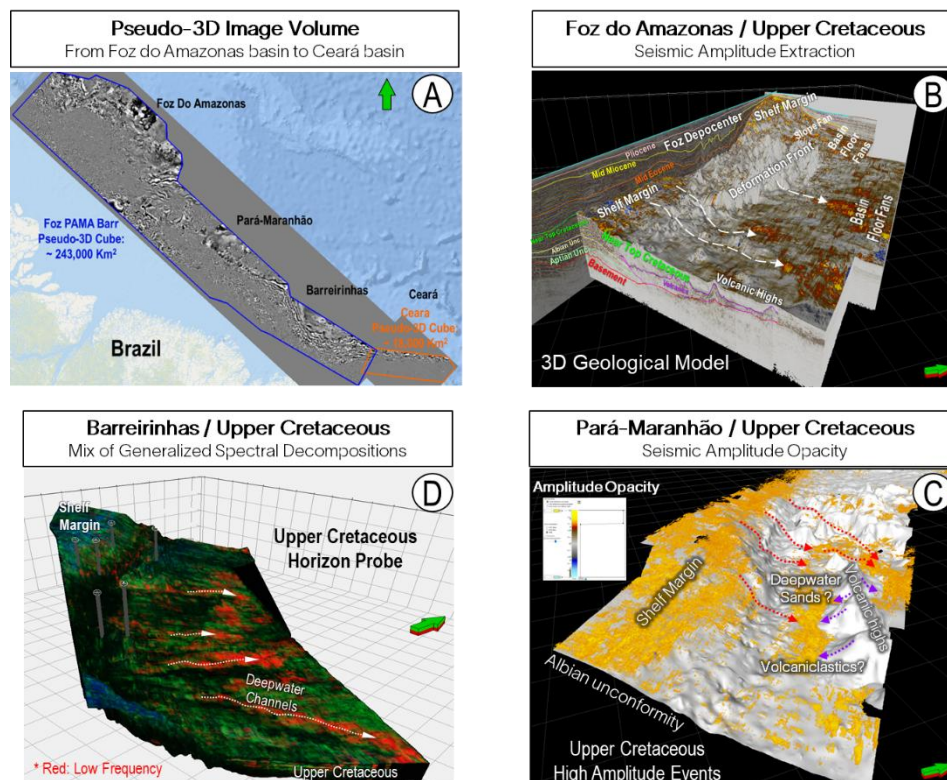 Pseudo-3D Image Volume
From Foz do Amazonas basin to Ceará basin
A
Foz Do Amazonas
Pará-Maranhão
Foz PAMA Barr
Pseudo-3D Cube:
~ 243,000 Km²
Barreirinhas
Ceará
Ceara
Pseudo-3D Cube:
Brazil
Foz do Amazonas / Upper Cretaceous
Seismic Amplitude Extraction
B
Shelf Margin
Foz Depocenter
Slope Fan
Basin
Floor
Fans
Pliocene
Mid Miocene
Mid Eocene
Deformation Front
Shelf Margin
Basin
Floor Fans
Near Top Cretaceous
Albian Unc.
Aptian Unc.
Near Top Cretaceous
Basement
Volcanics
Volcanic Highs
3D Geological Model
Barreirinhas / Upper Cretaceous
Mix of Generalized Spectral Decompositions
D
Shelf
Margin
Upper Cretaceous
Horizon Probe
Deepwater
Channels
* Red: Low Frequency
Upper Cretaceous
Pará-Maranhão / Upper Cretaceous
Seismic Amplitude Opacity
C
Amplitude Opacity
Shelf Margin
Deepwater
Sands ?
Volcanic highs
Volcaniclastics?
Albian unconformity
Upper Cretaceous
High Amplitude Events